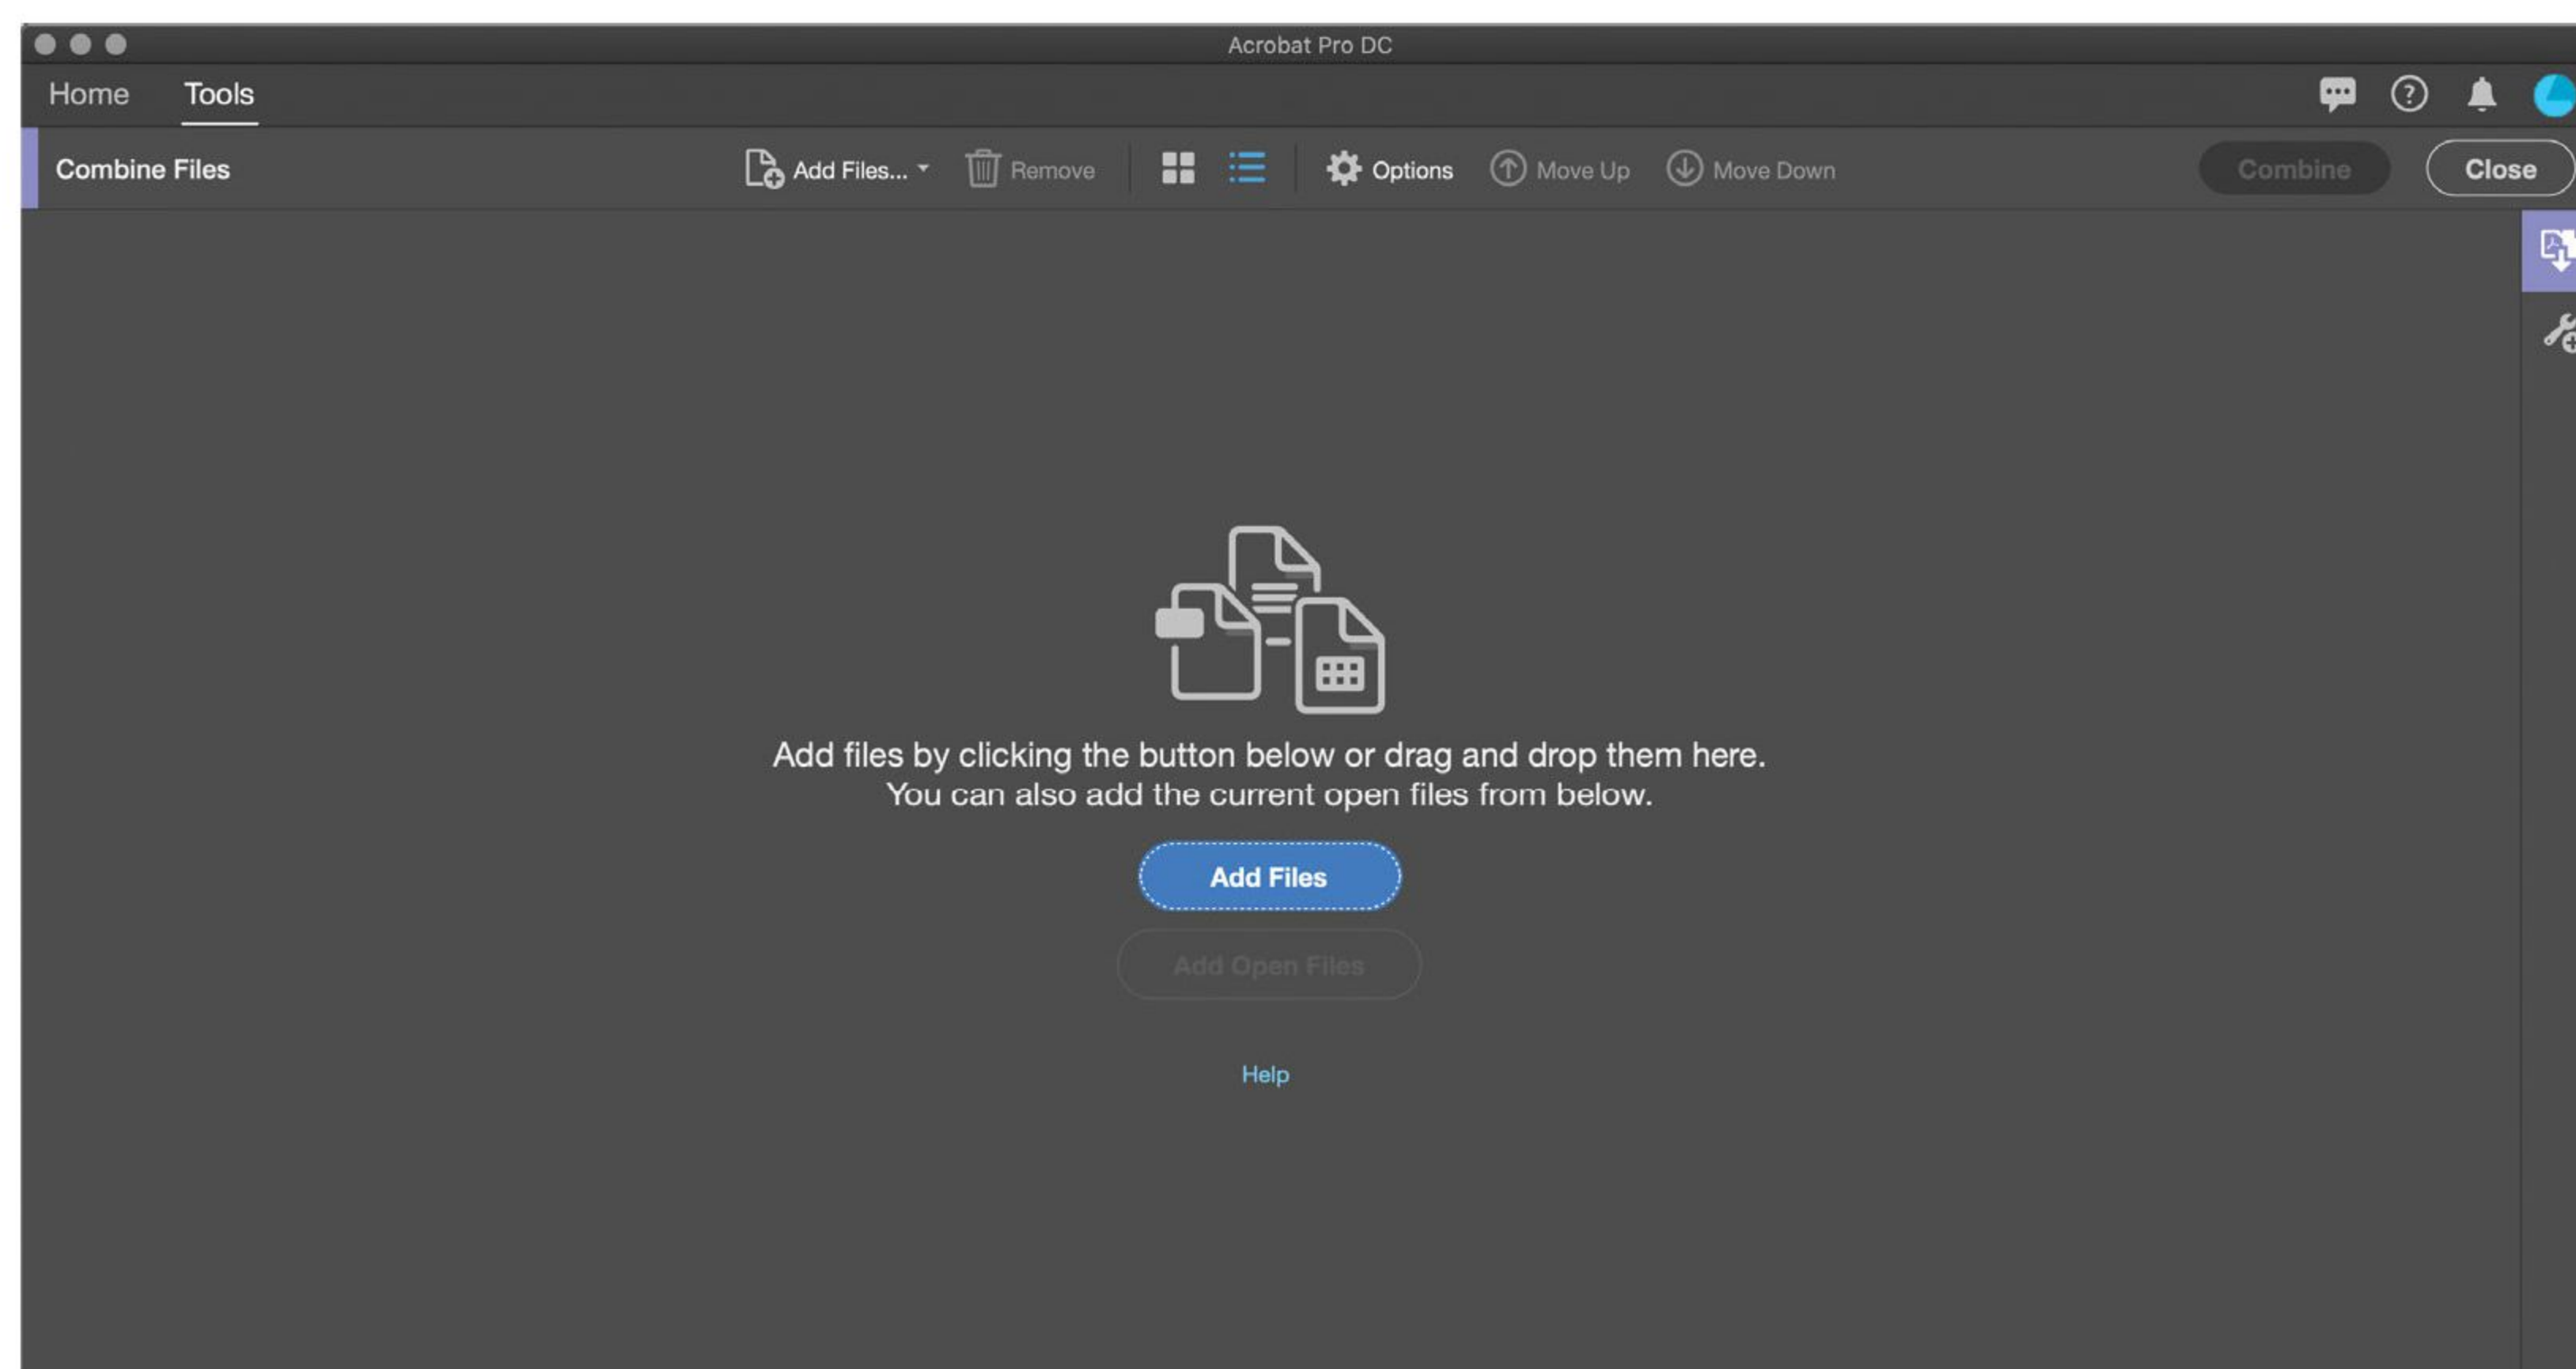 Acrobat Pro DC
Home Tools
Combine Files Add Files... Remove Options Move Up Move Down Combine Close
Add files by clicking the button below or drag and drop them here.
You can also add the current open files from below.
Add Files
Add Open Files
Help